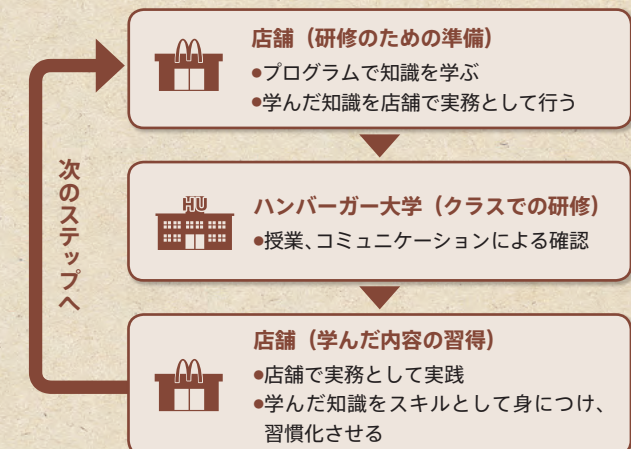 店舗（研修のための準備）
●プログラムで知識を学ぶ
●学んだ知識を店舗で実務として行う
次のステップへ
HU
ハンバーガー大学（クラスでの研修）
●授業、コミュニケーションによる確認
店舗（学んだ内容の習得）
●店舗で実務として実践
●学んだ知識をスキルとして身につけ、
習慣化させる